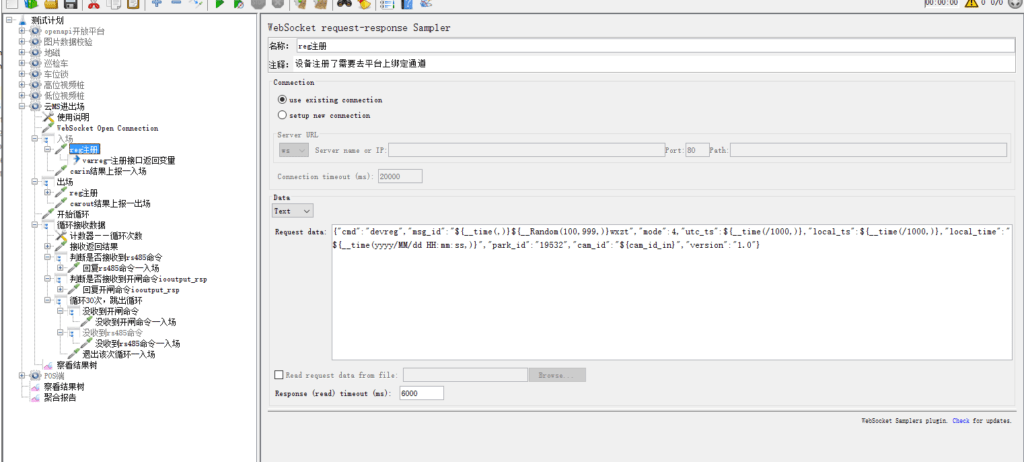 00:00:00
0 0/0
测试计划
openapi开放平台
图片数据校验
地磁
巡检车
车位锁
高位视频桩
低位视频桩
云MS进出场
使用说明
WebSocket Open Connection
入场
reg注册
varreg-注册接口返回变量
carin结果上报—入场
出场
reg注册
carout结果上报—出场
开始循环
循环接收数据
计数器——循环次数
接收返回结果
判断是否接收到rs485命令
回复rs485命令—入场
判断是否接收到开闸命令iooutput_rsp
回复开闸命令iooutput_rsp
循环30次，跳出循环
没收到开闸命令
没收到开闸命令—入场
没收到rs485命令
没收到rs485命令—入场
退出该次循环—入场
察看结果树
POS端
察看结果树
聚合报告
WebSocket request-response Sampler
名称： reg注册
注释： 设备注册了需要去平台上绑定通道
Connection
use existing connection
setup new connection
Server URL
ws Server name or IP: Port: 80 Path:
Connection timeout (ms): 20000
Data
Text
Request data: {"cmd":"devreg","msg_id":"${__time(,)}${__Random(100,999,)}wxst","mode":4,"utc_ts":${__time(/1000,)},"local_ts":${__time(/1000,)},"local_time":"
${__time(yyyy/MM/dd HH:mm:ss,)}","park_id":"19532","cam_id":"${cam_id_in}","version":"1.0"}
Read request data from file: Browse...
Response (read) timeout (ms): 6000
WebSocket Samplers plugin. Check for updates.